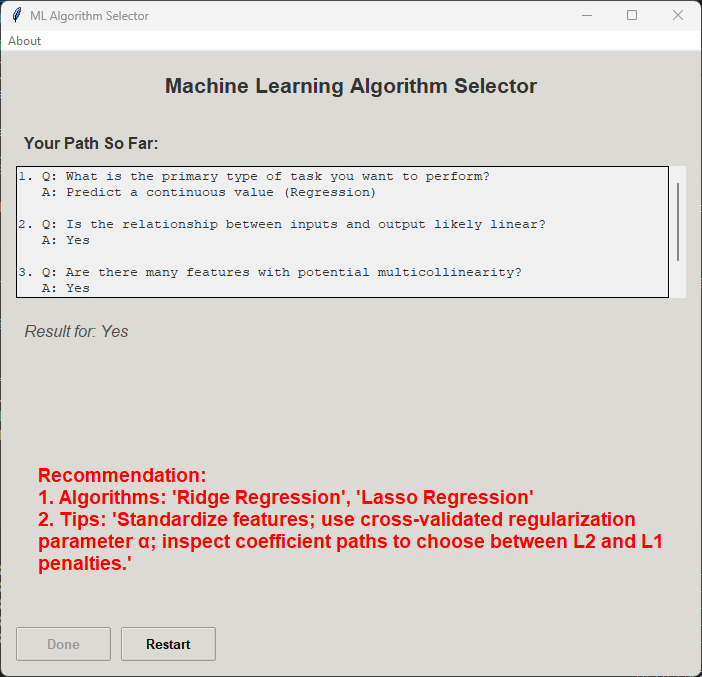 ML Algorithm Selector
About
Machine Learning Algorithm Selector
Your Path So Far:
1. Q: What is the primary type of task you want to perform?
A: Predict a continuous value (Regression)
2. Q: Is the relationship between inputs and output likely linear?
A: Yes
3. Q: Are there many features with potential multicollinearity?
A: Yes
Result for: Yes
Recommendation:
1. Algorithms: 'Ridge Regression', 'Lasso Regression'
2. Tips: 'Standardize features; use cross-validated regularization
parameter α; inspect coefficient paths to choose between L2 and L1
penalties.'
Done
Restart